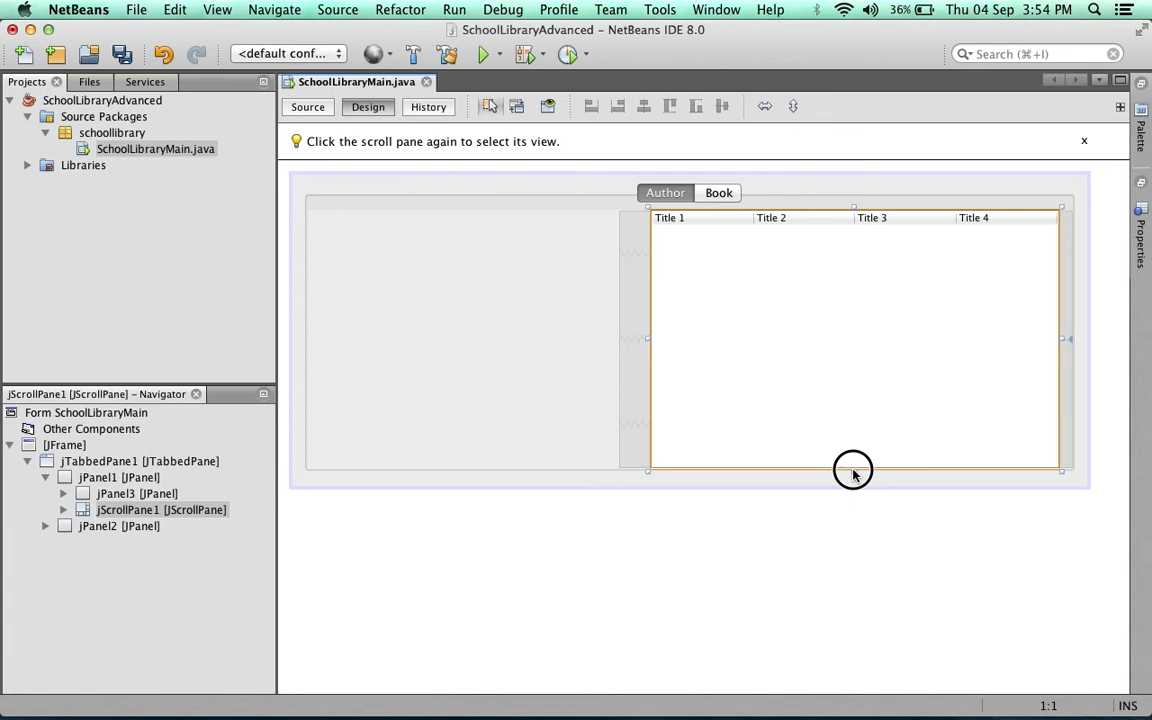 NetBeans File Edit View Navigate Source Refactor Run Debug Profile Team Tools Window Help 36% Thu 04 Sep 3:54 PM
SchoolLibraryAdvanced – NetBeans IDE 8.0
<default conf... Search (⌘+I)
Projects Files Services SchoolLibraryMain.java
SchoolLibraryAdvanced
Source Packages
schoollibrary
SchoolLibraryMain.java
Libraries
Source Design History
Click the scroll pane again to select its view. x
Author Book
Title 1 Title 2 Title 3 Title 4
Palette
Properties
jScrollPane1 [JScrollPane] – Navigator
Form SchoolLibraryMain
Other Components
[JFrame]
jTabbedPane1 [JTabbedPane]
jPanel1 [JPanel]
jPanel3 [JPanel]
jScrollPane1 [JScrollPane]
jPanel2 [JPanel]
1:1 INS